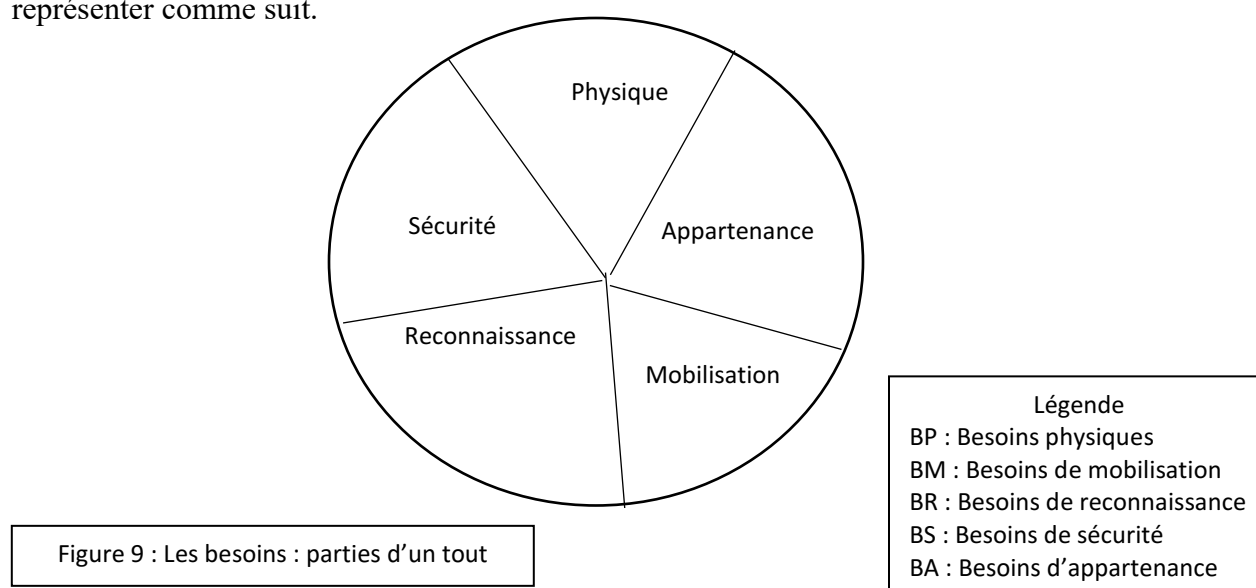 représenter comme suit.
Physique
Sécurité
Appartenance
Reconnaissance
Mobilisation
Légende
BP : Besoins physiques
BM : Besoins de mobilisation
BR : Besoins de reconnaissance
BS : Besoins de sécurité
BA : Besoins d’appartenance
Figure 9 : Les besoins : parties d’un tout